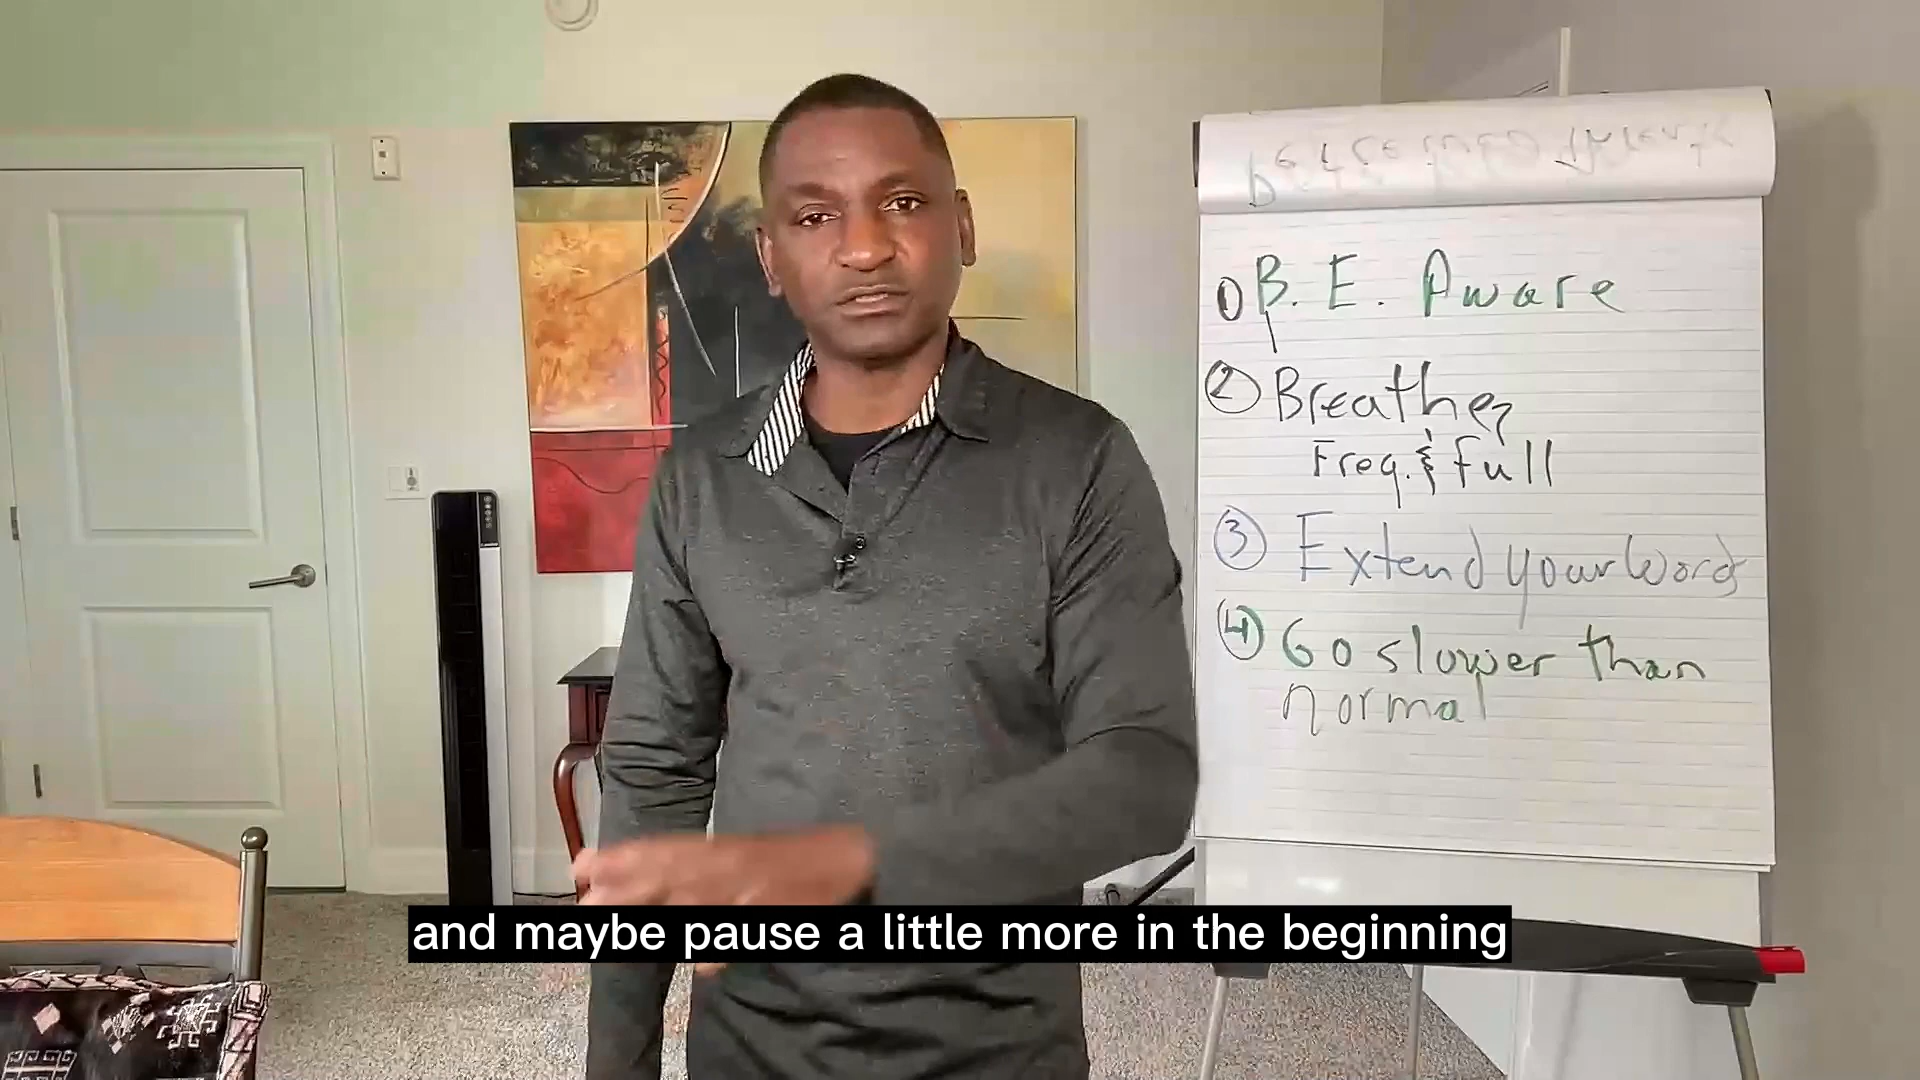 ① B. E. Aware
② Breathe,
Freq. & full
③ Extend your Words
④ Go slower than
normal
and maybe pause a little more in the beginning